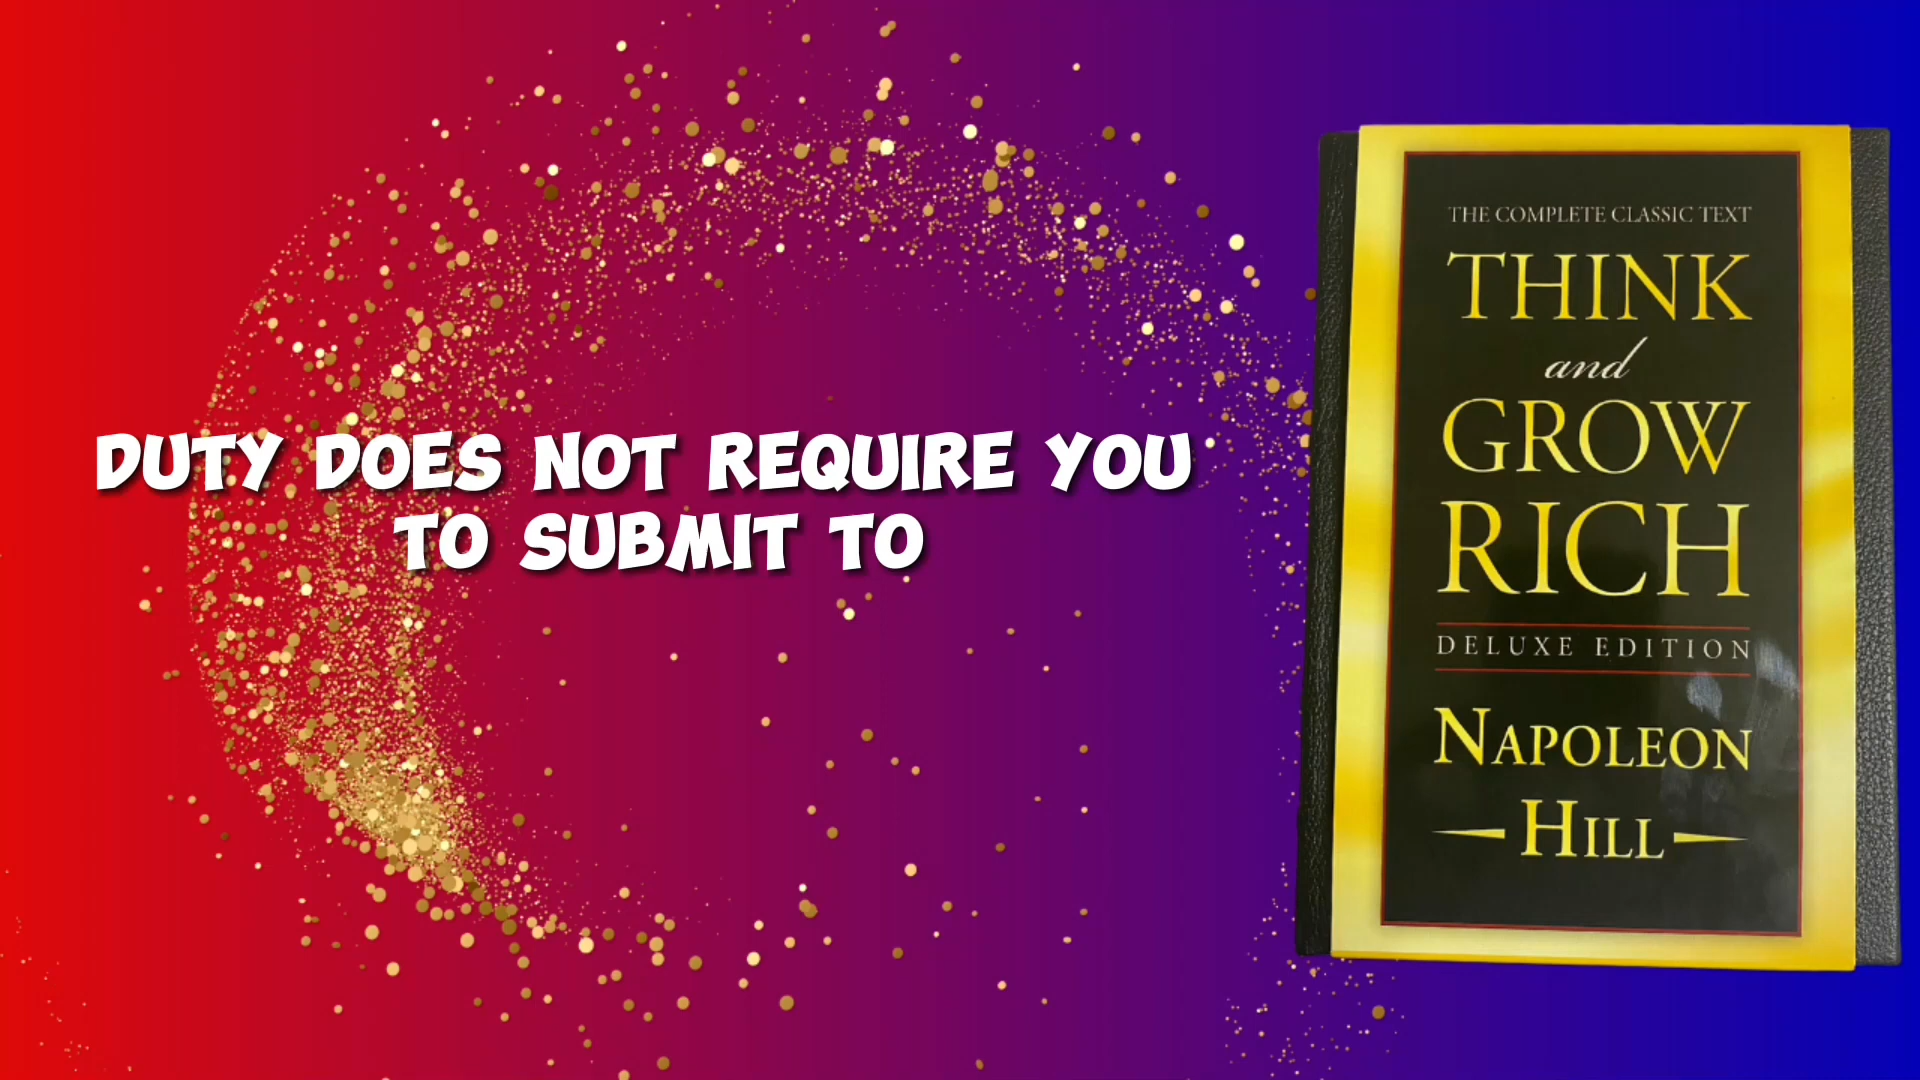 DUTY DOES NOT REQUIRE YOU
TO SUBMIT TO
THE COMPLETE CLASSIC TEXT
THINK
and
GROW
RICH
DELUXE EDITION
NAPOLEON
HILL